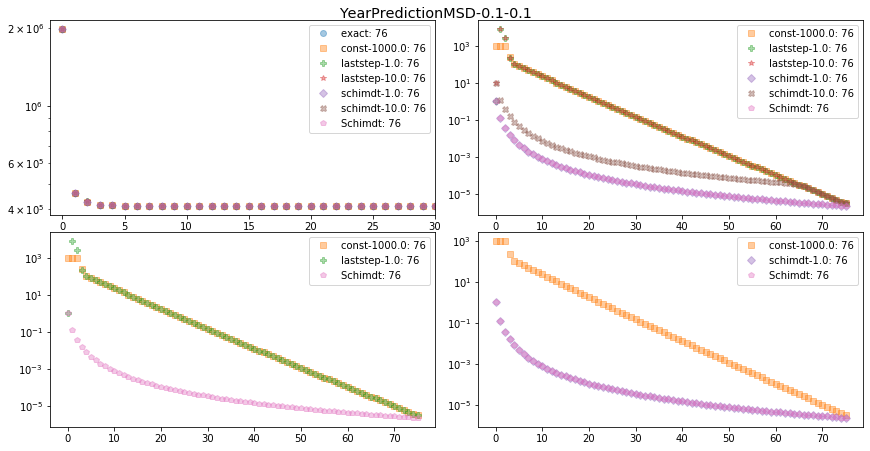 YearPredictionMSD-0.1-0.1
2 × 10⁶
10⁶
6 × 10⁵
4 × 10⁵
0 5 10 15 20 25 30
exact: 76
const-1000.0: 76
laststep-1.0: 76
laststep-10.0: 76
schimdt-1.0: 76
schimdt-10.0: 76
Schimdt: 76
10³
10¹
10⁻¹
10⁻³
10⁻⁵
0 10 20 30 40 50 60 70
const-1000.0: 76
laststep-1.0: 76
laststep-10.0: 76
schimdt-1.0: 76
schimdt-10.0: 76
Schimdt: 76
10³
10¹
10⁻¹
10⁻³
10⁻⁵
0 10 20 30 40 50 60 70
const-1000.0: 76
laststep-1.0: 76
Schimdt: 76
10³
10¹
10⁻¹
10⁻³
10⁻⁵
0 10 20 30 40 50 60 70
const-1000.0: 76
schimdt-1.0: 76
Schimdt: 76